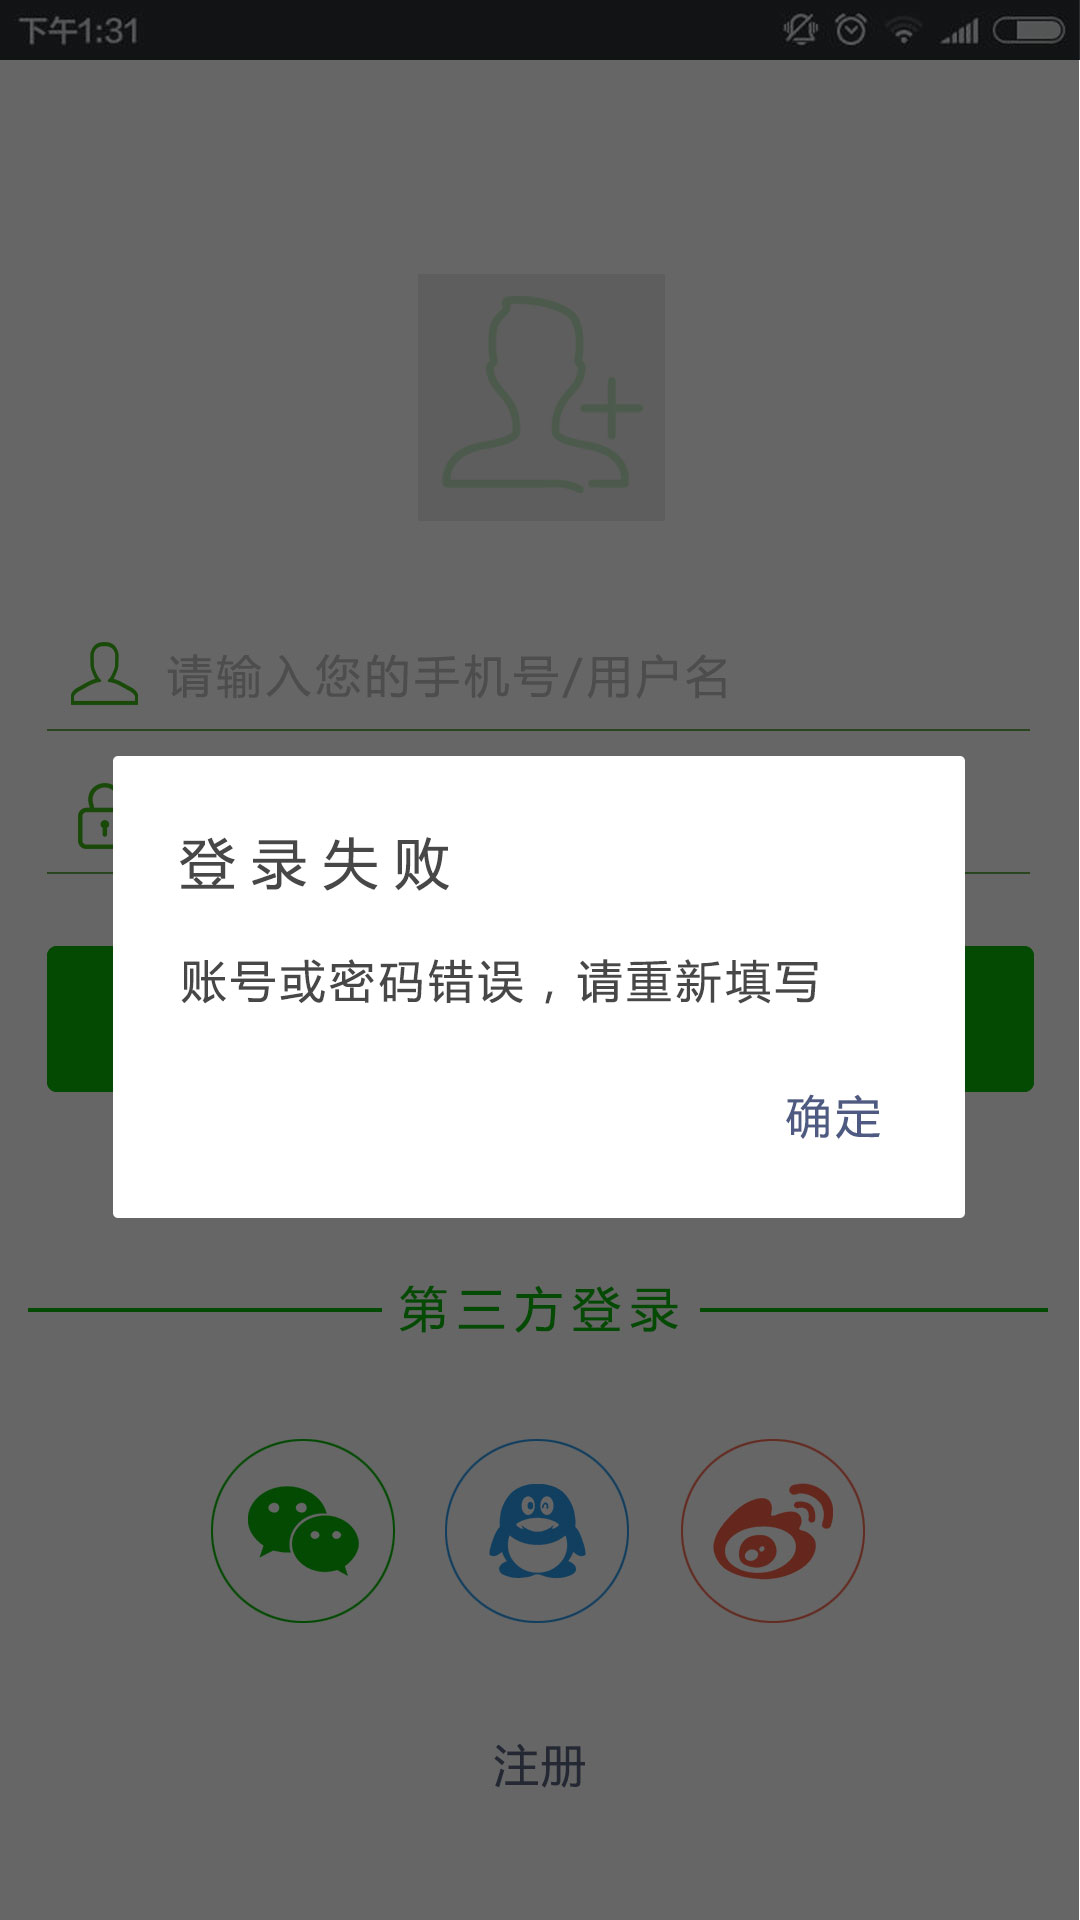 下午1:31
请输入您的手机号/用户名
登录失败
账号或密码错误，请重新填写
确定
第三方登录
注册